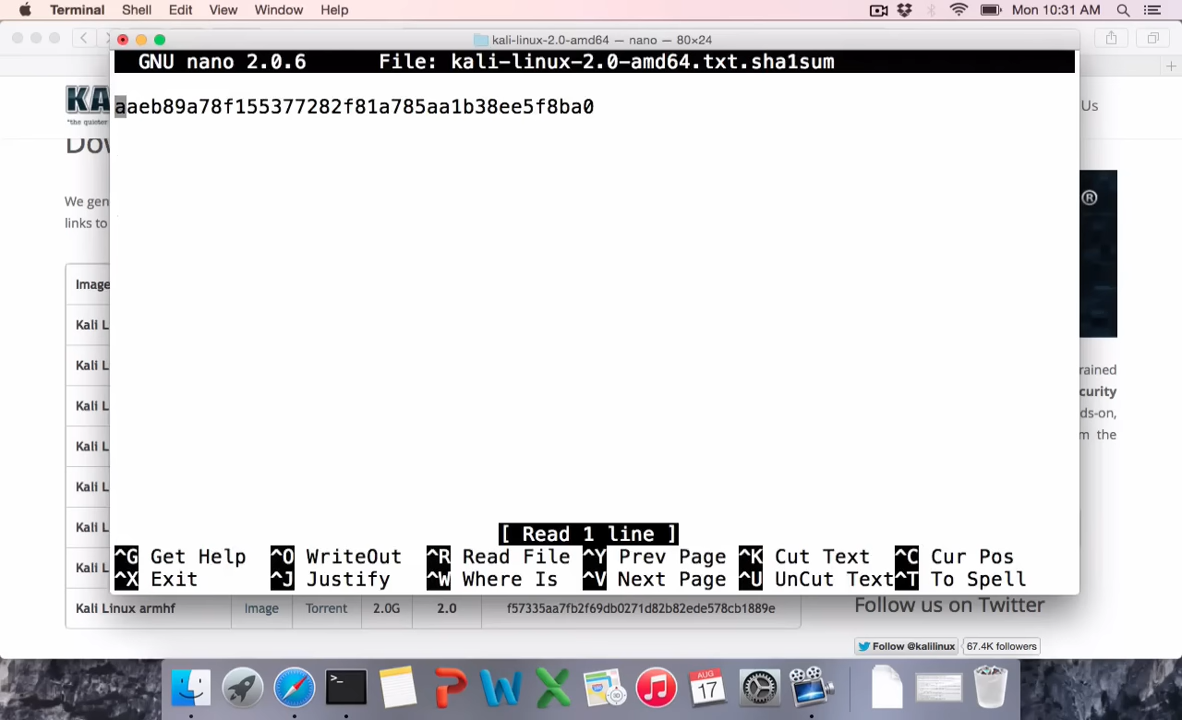 Terminal Shell Edit View Window Help Mon 10:31 AM
kali-linux-2.0-amd64 — nano — 80×24
GNU nano 2.0.6 File: kali-linux-2.0-amd64.txt.sha1sum
KA
"the quieter
Us
aaeb89a78f155377282f81a785aa1b38ee5f8ba0
Dow
®
We gen
links to
Image
Kali L
Kali L
rained
Kali L
curity
ds-on,
m the
Kali L
Kali L
Kali L
[ Read 1 line ]
^G Get Help ^O WriteOut ^R Read File ^Y Prev Page ^K Cut Text ^C Cur Pos
Kali L
^X Exit ^J Justify ^W Where Is ^V Next Page ^U UnCut Text ^T To Spell
Kali Linux armhf Image Torrent 2.0G 2.0 f57335aa7fb2f69db0271d82b82ede578cb1889e
Follow us on Twitter
Follow @kalilinux 67.4K followers
AUG
17